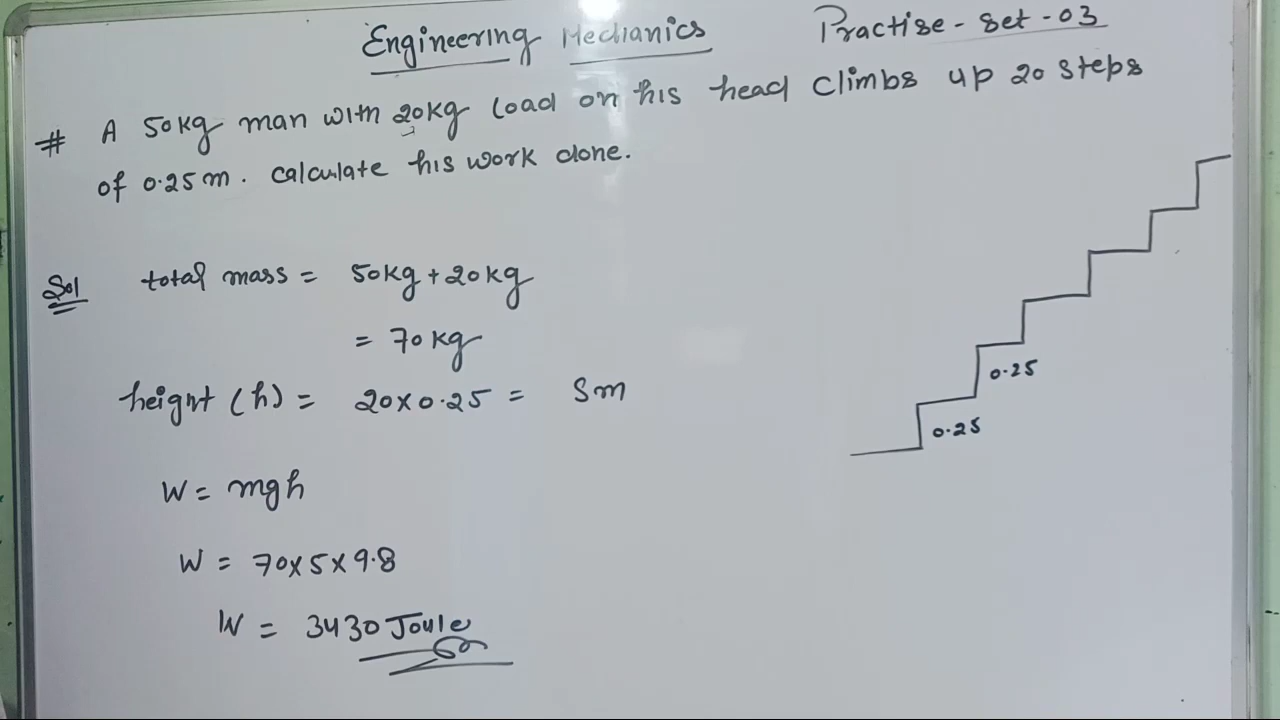 Engineering Mechanics Practise - Set - 03
# A 50kg man with 20kg load on his head climbs up 20 steps
of 0.25m. calculate his work done.
Sol total mass = 50kg + 20kg
= 70kg
height (h) = 20x0.25 = 5m
W = mgh
W = 70x5x9.8
W = 3430 Joule
0.25
0.25